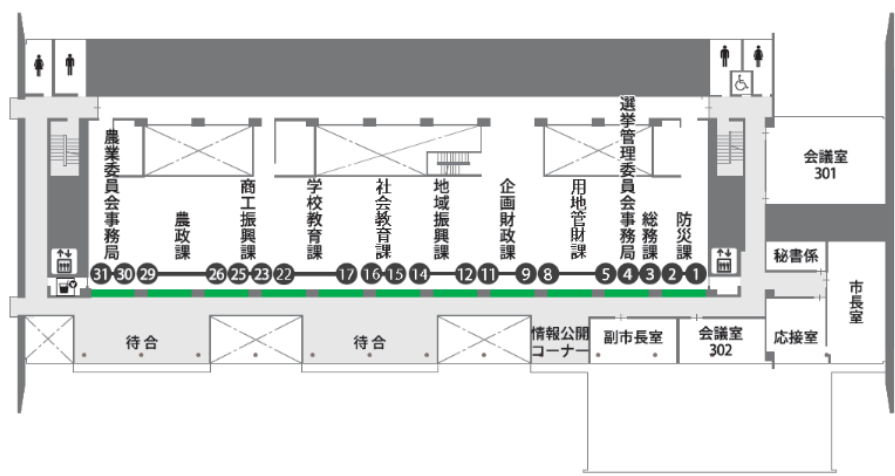 選挙管理委員会事務局
農業委員会事務局
農政課
商工振興課
学校教育課
社会教育課
地域振興課
企画財政課
用地管財課
総務課
防災課
31 30 29 26 25 23 22 17 16 15 14 12 11 9 8 5 4 3 2 1
会議室
301
秘書係
市長室
応接室
待合
待合
情報公開
コーナー
副市長室
会議室
302